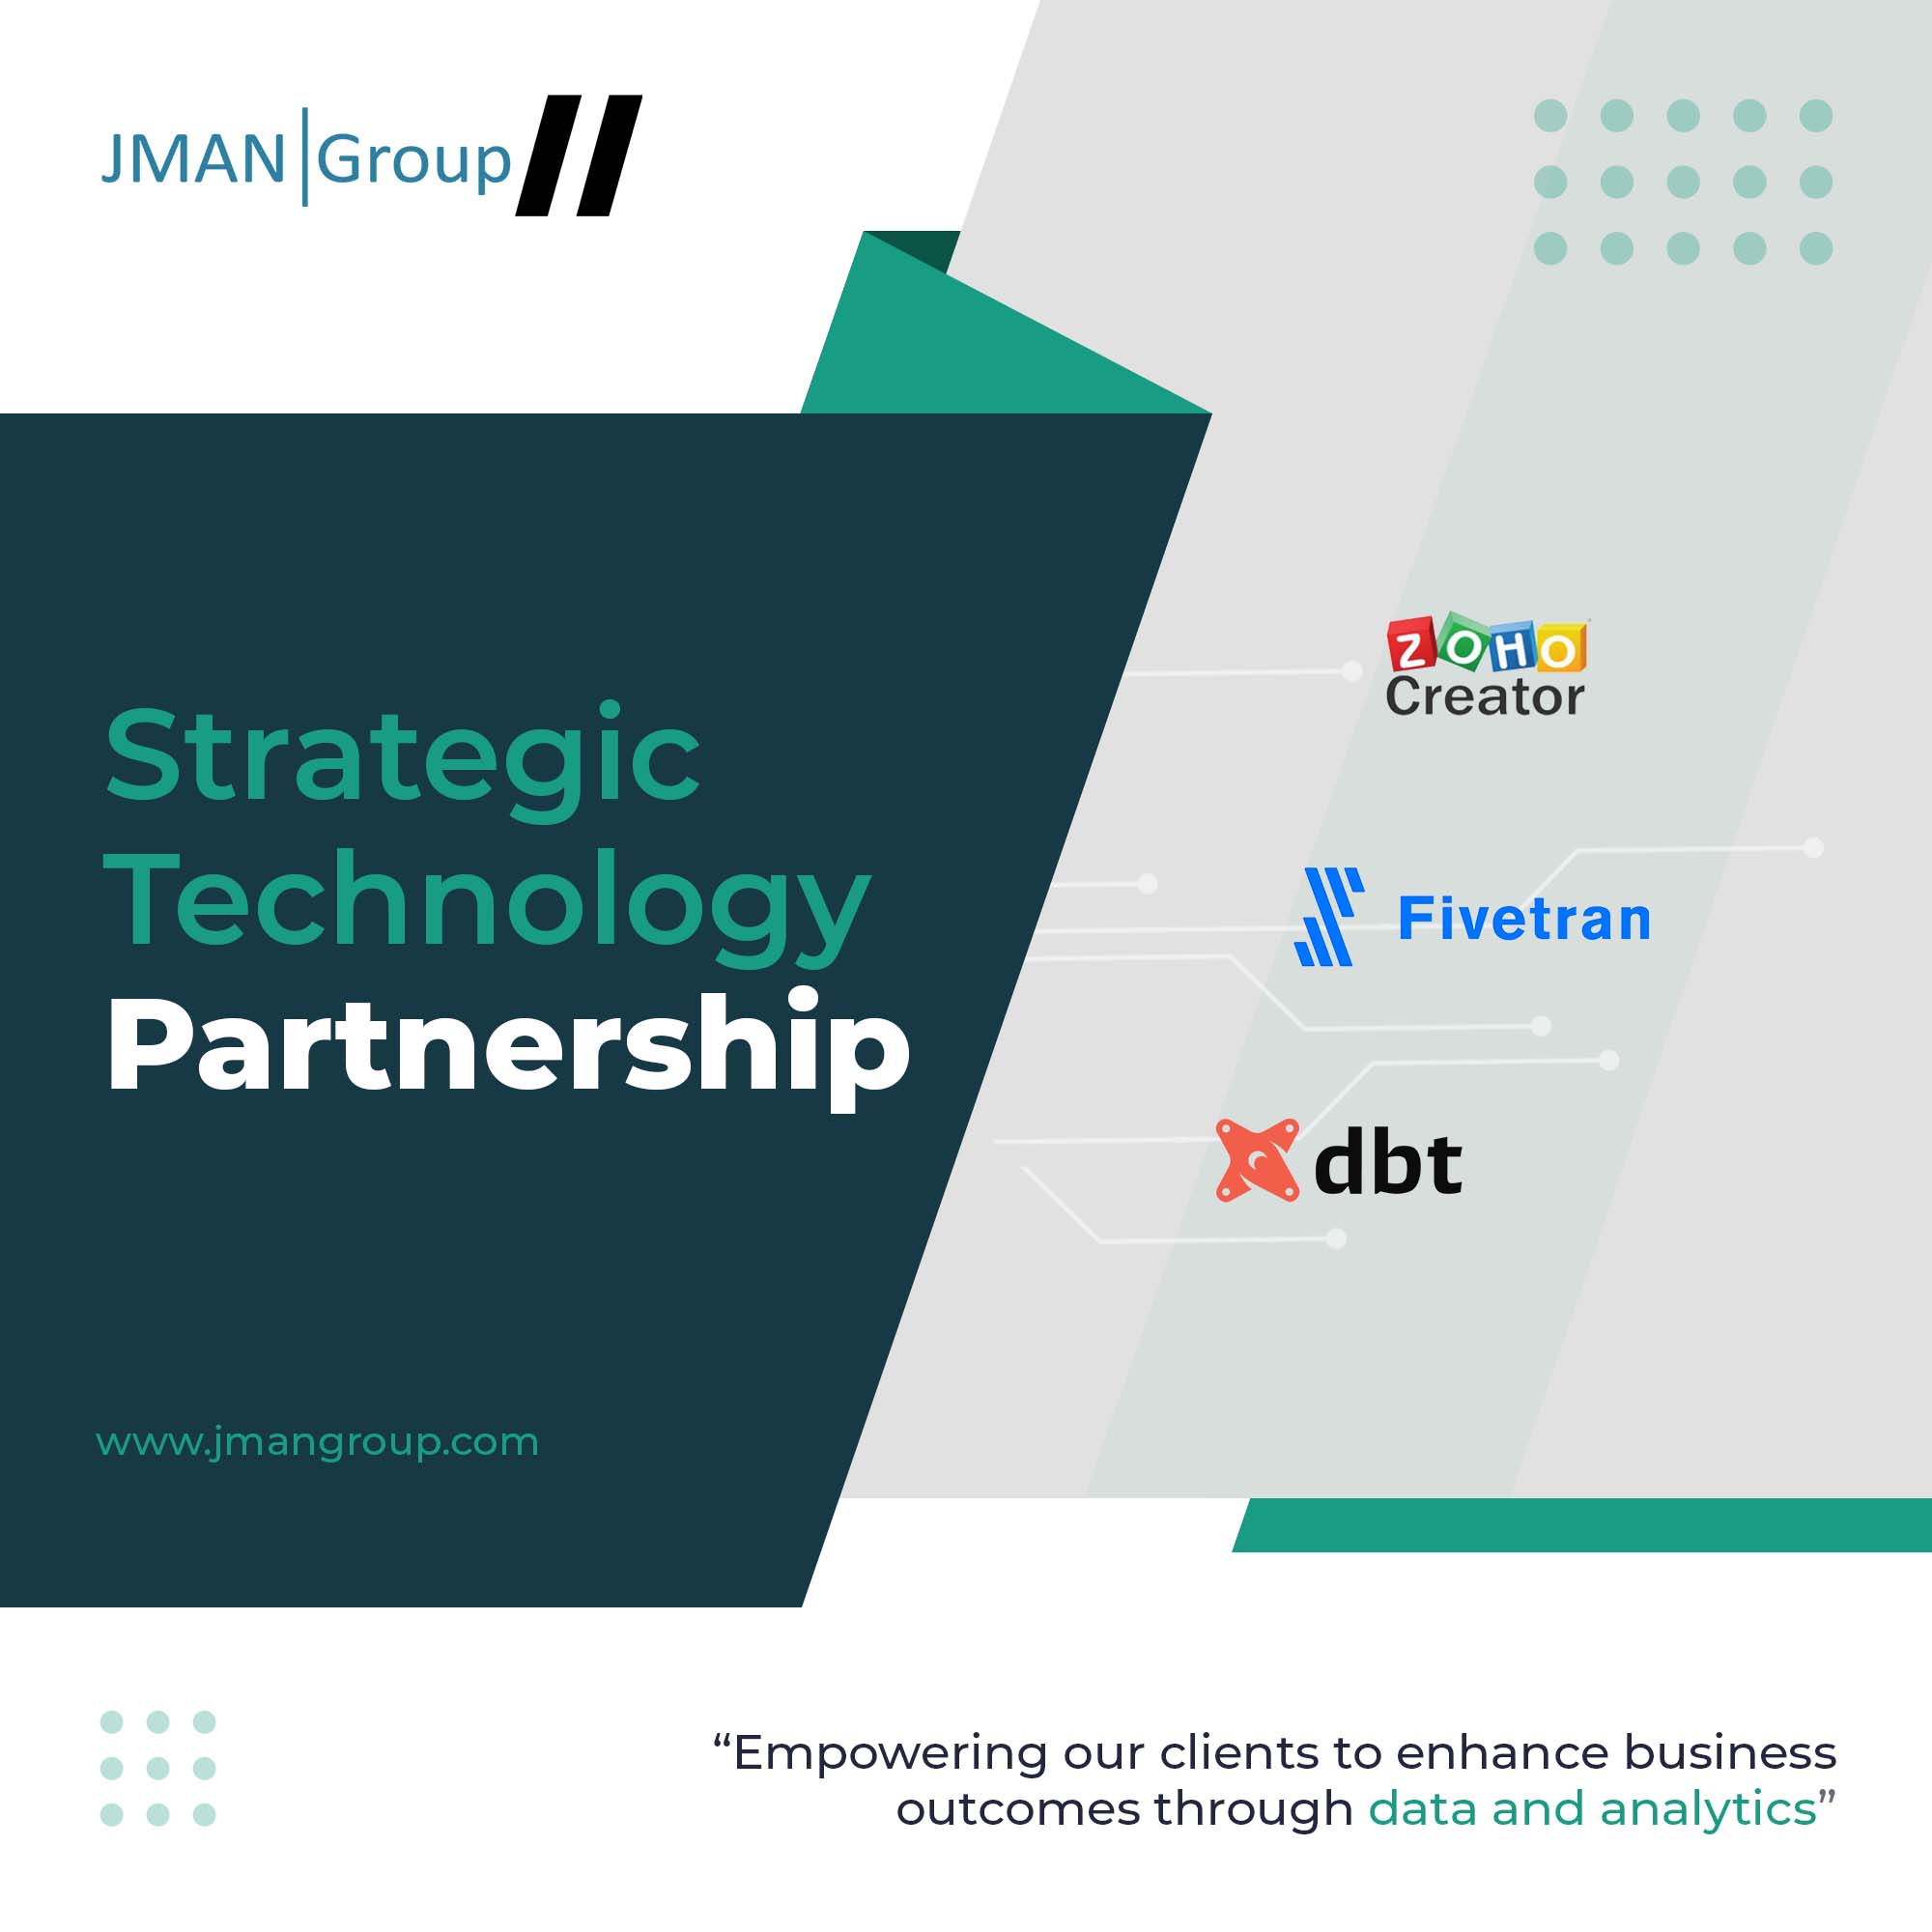 JMAN|Group
Strategic
Technology
Partnership
ZOHO
Creator
Fivetran
dbt
www.jmangroup.com
“Empowering our clients to enhance business
outcomes through data and analytics”